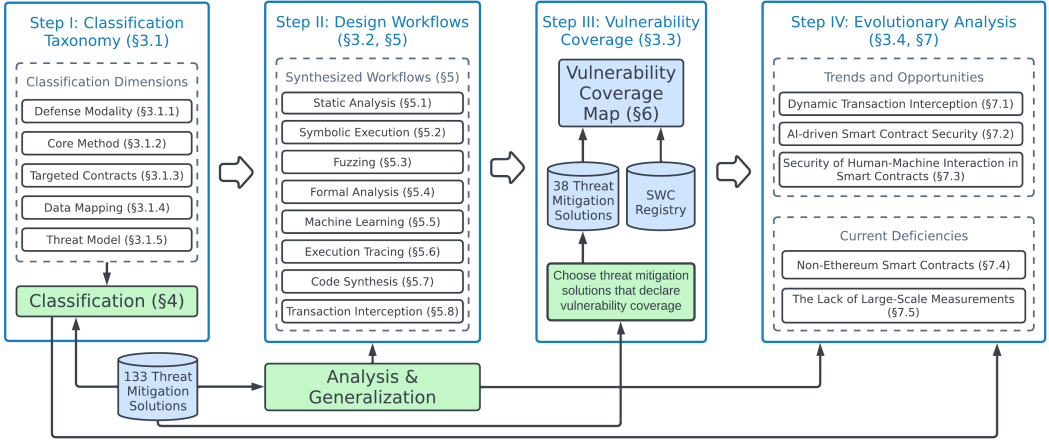 Step I: Classification
Taxonomy (§3.1)
Classification Dimensions
Defense Modality (§3.1.1)
Core Method (§3.1.2)
Targeted Contracts (§3.1.3)
Data Mapping (§3.1.4)
Threat Model (§3.1.5)
Classification (§4)
133 Threat
Mitigation
Solutions
Step II: Design Workflows
(§3.2, §5)
Synthesized Workflows (§5)
Static Analysis (§5.1)
Symbolic Execution (§5.2)
Fuzzing (§5.3)
Formal Analysis (§5.4)
Machine Learning (§5.5)
Execution Tracing (§5.6)
Code Synthesis (§5.7)
Transaction Interception (§5.8)
Analysis &
Generalization
Step III: Vulnerability
Coverage (§3.3)
Vulnerability
Coverage
Map (§6)
38 Threat
Mitigation
Solutions
SWC
Registry
Choose threat mitigation
solutions that declare
vulnerability coverage
Step IV: Evolutionary Analysis
(§3.4, §7)
Trends and Opportunities
Dynamic Transaction Interception (§7.1)
AI-driven Smart Contract Security (§7.2)
Security of Human-Machine Interaction in
Smart Contracts (§7.3)
Current Deficiencies
Non-Ethereum Smart Contracts (§7.4)
The Lack of Large-Scale Measurements
(§7.5)